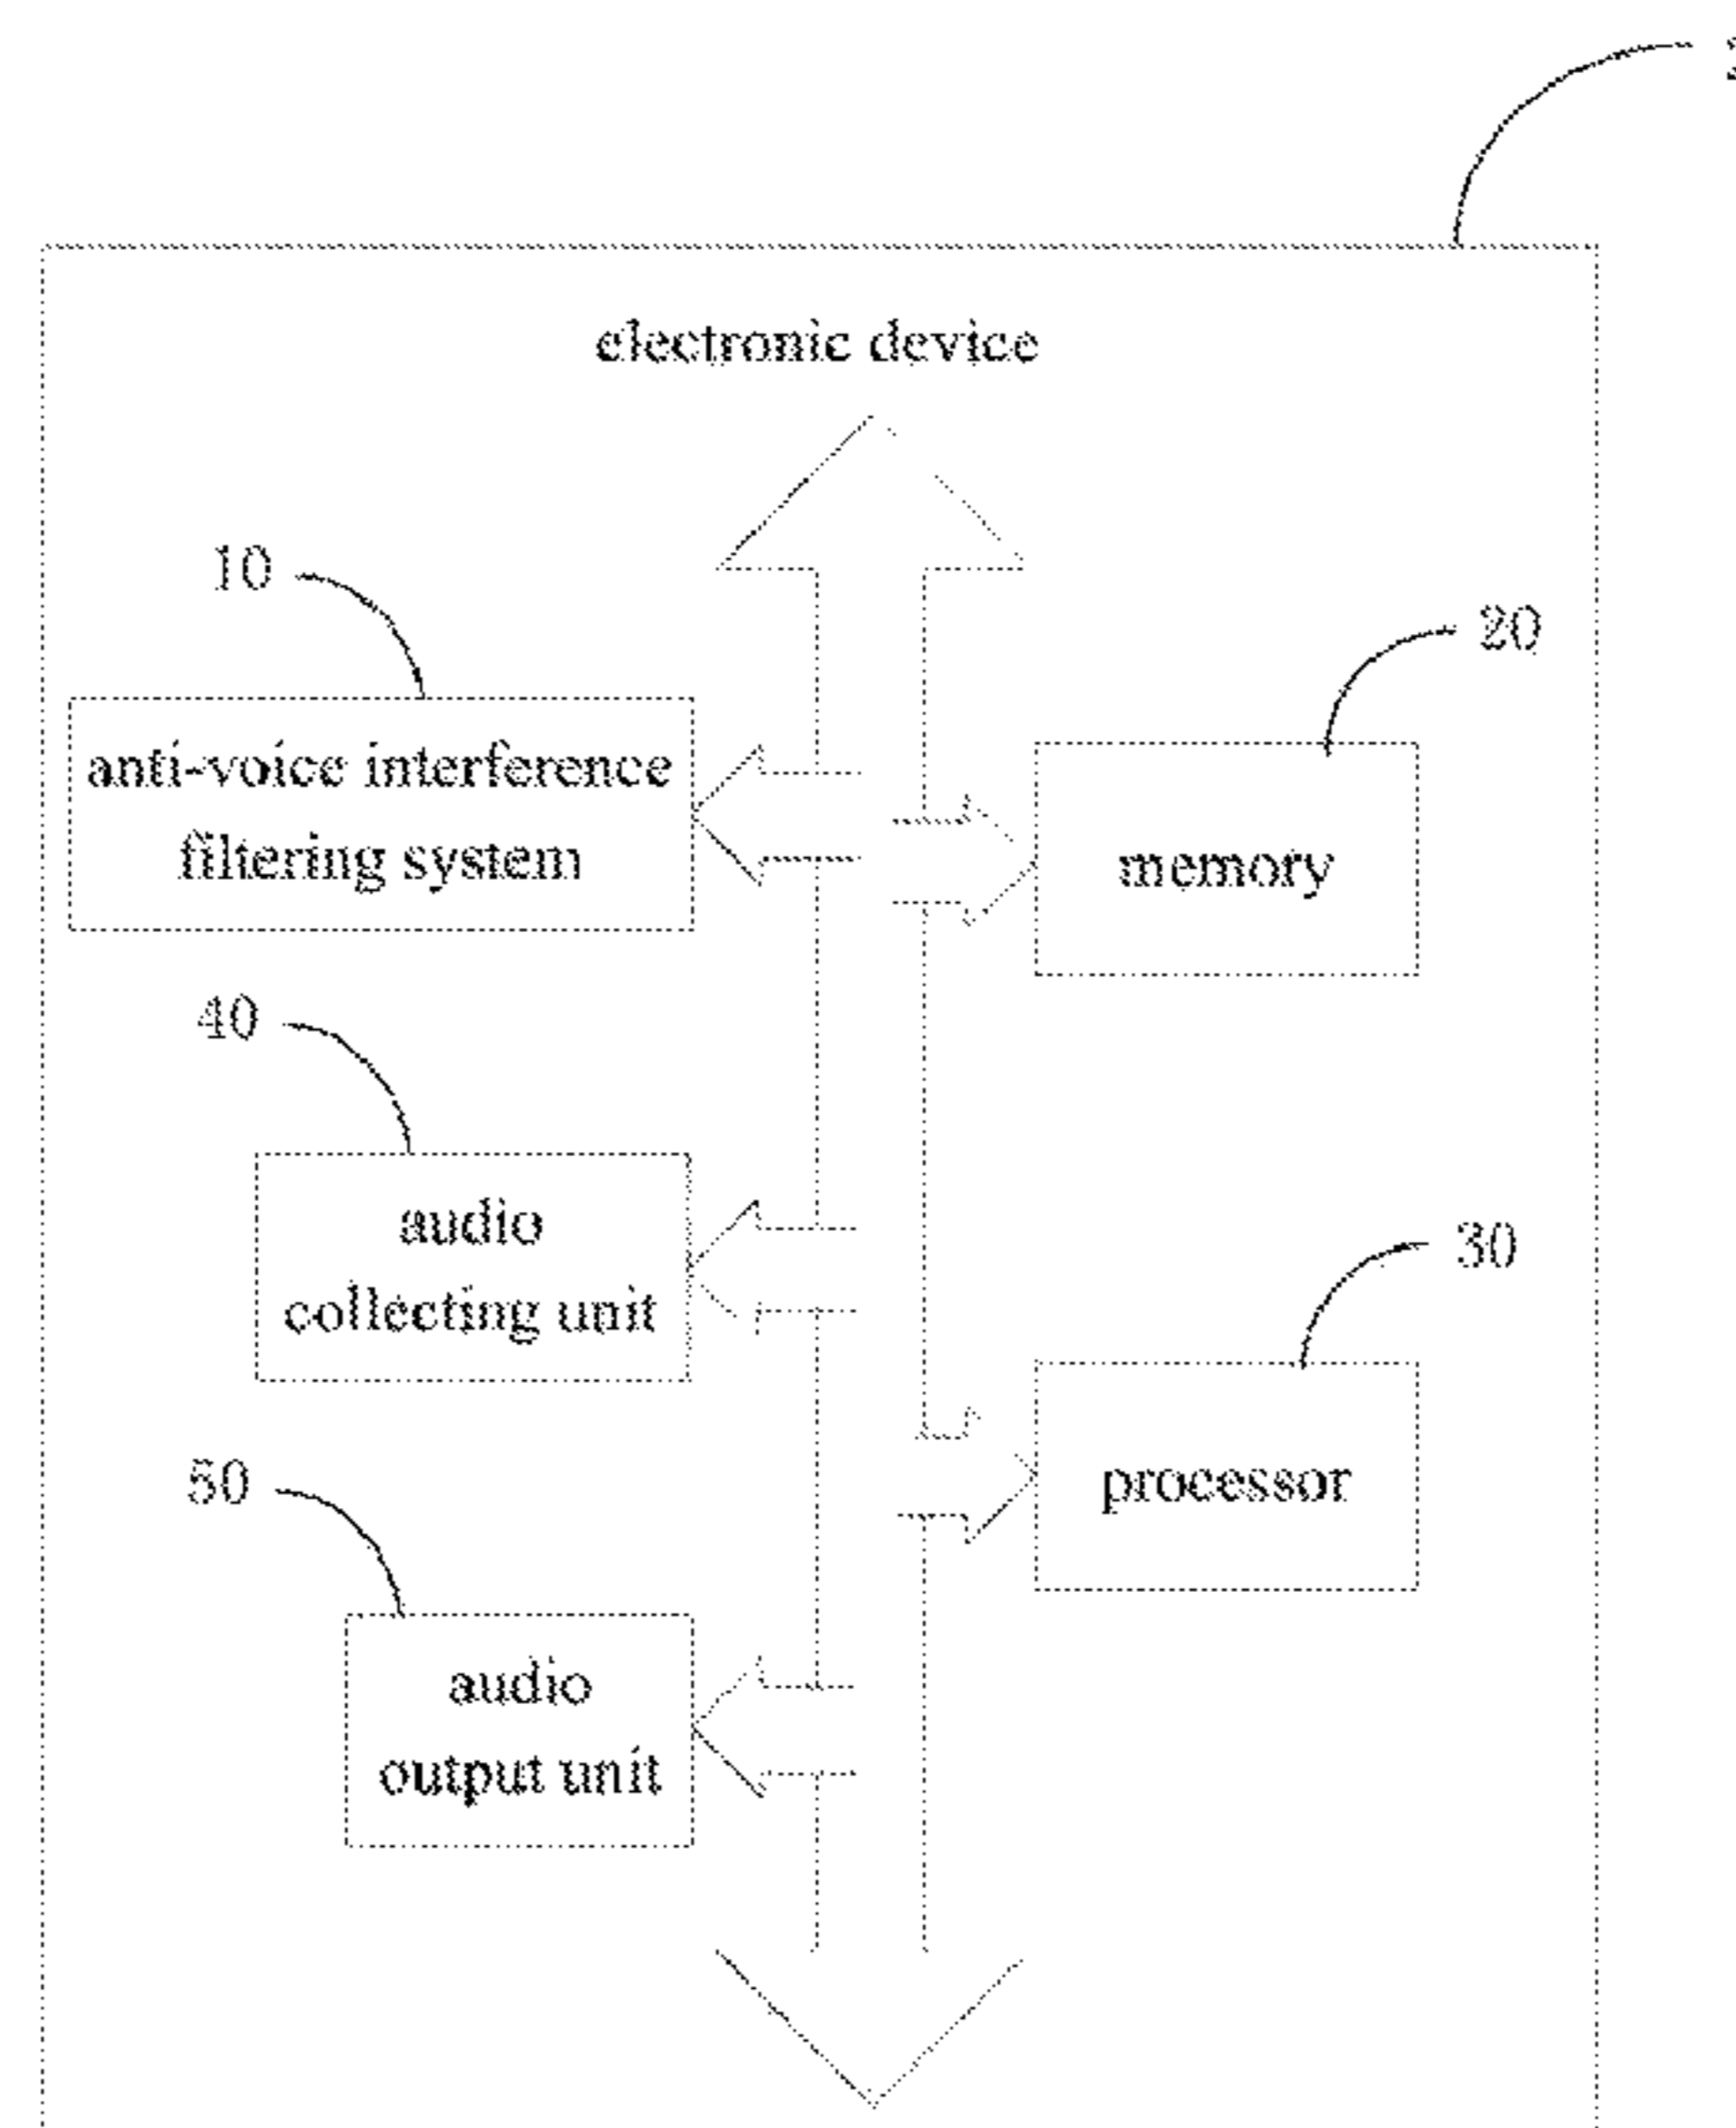 electronic device
10
20
anti-voice interference
filtering system
memory
40
audio
collecting unit
30
processor
50
audio
output unit